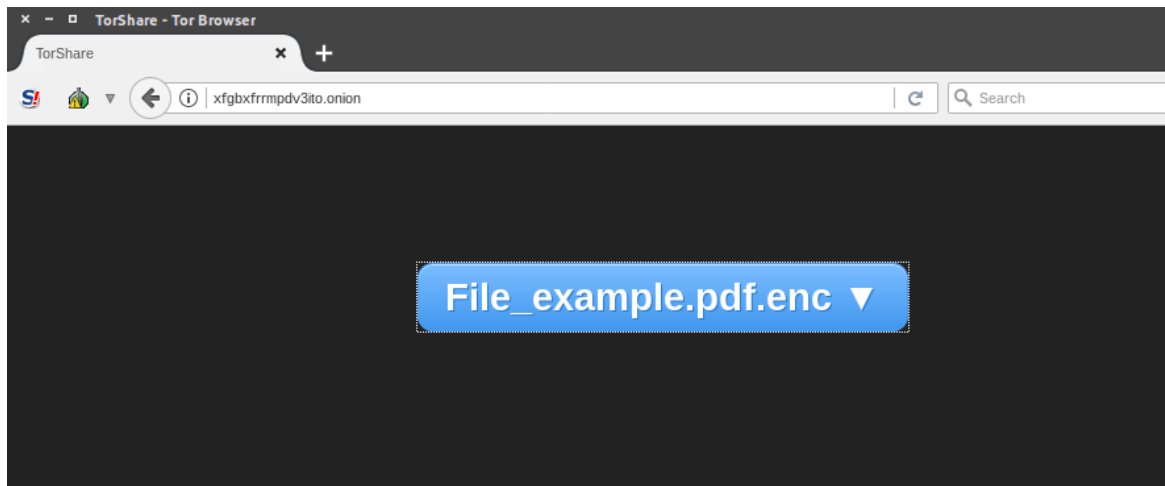 TorShare - Tor Browser
TorShare
S!
xfgbxfrrmpdv3ito.onion
Search
File_example.pdf.enc ▼